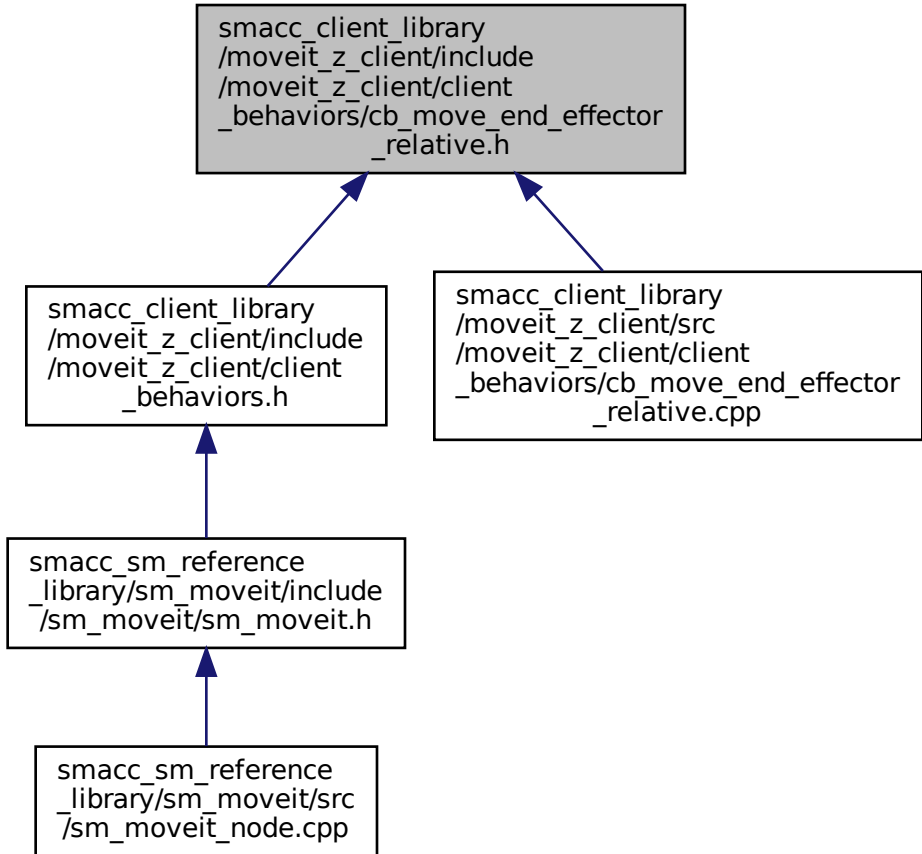 smacc_client_library
/moveit_z_client/include
/moveit_z_client/client
_behaviors/cb_move_end_effector
_relative.h
smacc_client_library
/moveit_z_client/include
/moveit_z_client/client
_behaviors.h
smacc_client_library
/moveit_z_client/src
/moveit_z_client/client
_behaviors/cb_move_end_effector
_relative.cpp
smacc_sm_reference
_library/sm_moveit/include
/sm_moveit/sm_moveit.h
smacc_sm_reference
_library/sm_moveit/src
/sm_moveit_node.cpp